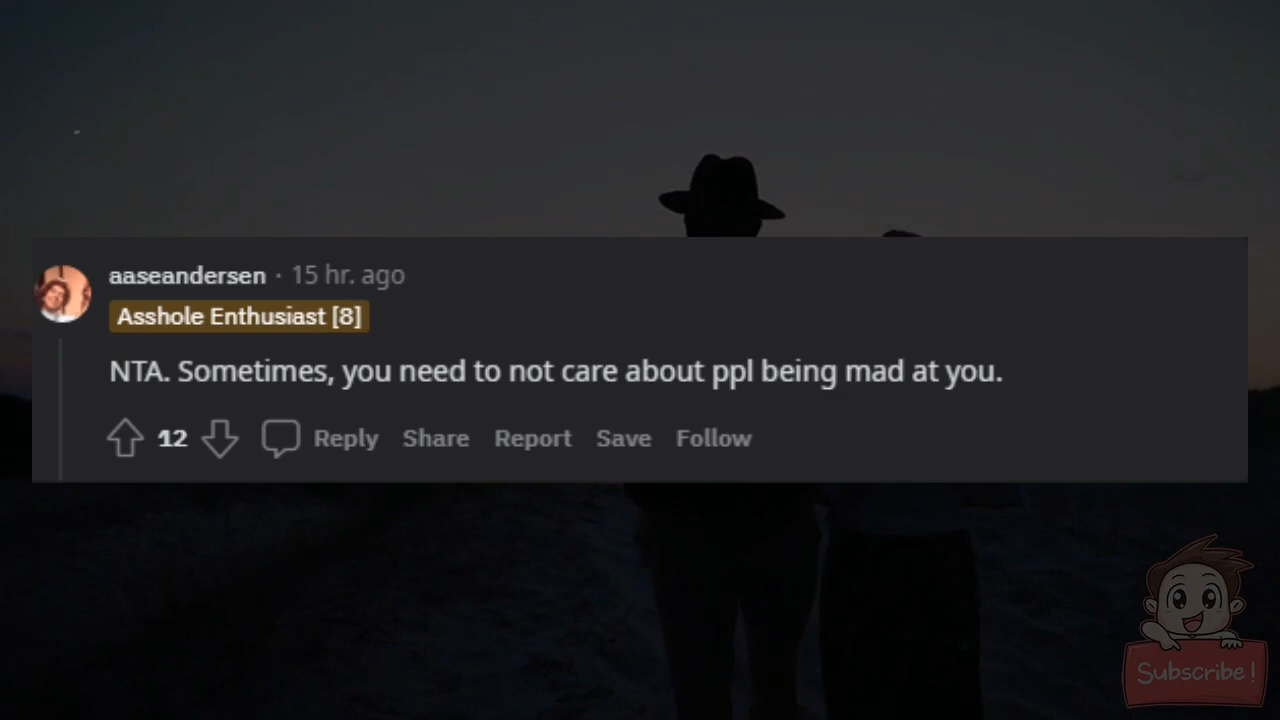 aaseandersen · 15 hr. ago
Asshole Enthusiast [8]
NTA. Sometimes, you need to not care about ppl being mad at you.
12 Reply Share Report Save Follow
Subscribe!